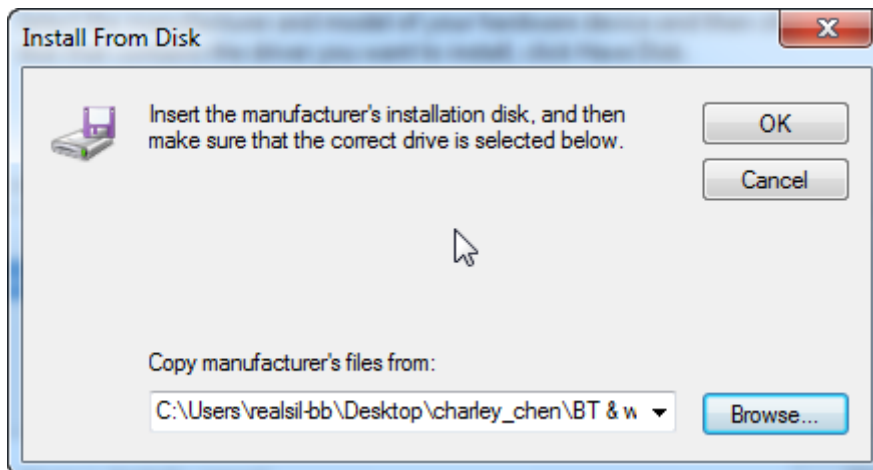 Install From Disk
Insert the manufacturer's installation disk, and then
make sure that the correct drive is selected below.
OK
Cancel
Copy manufacturer's files from:
C:\Users\realsil-bb\Desktop\charley_chen\BT & w
Browse...